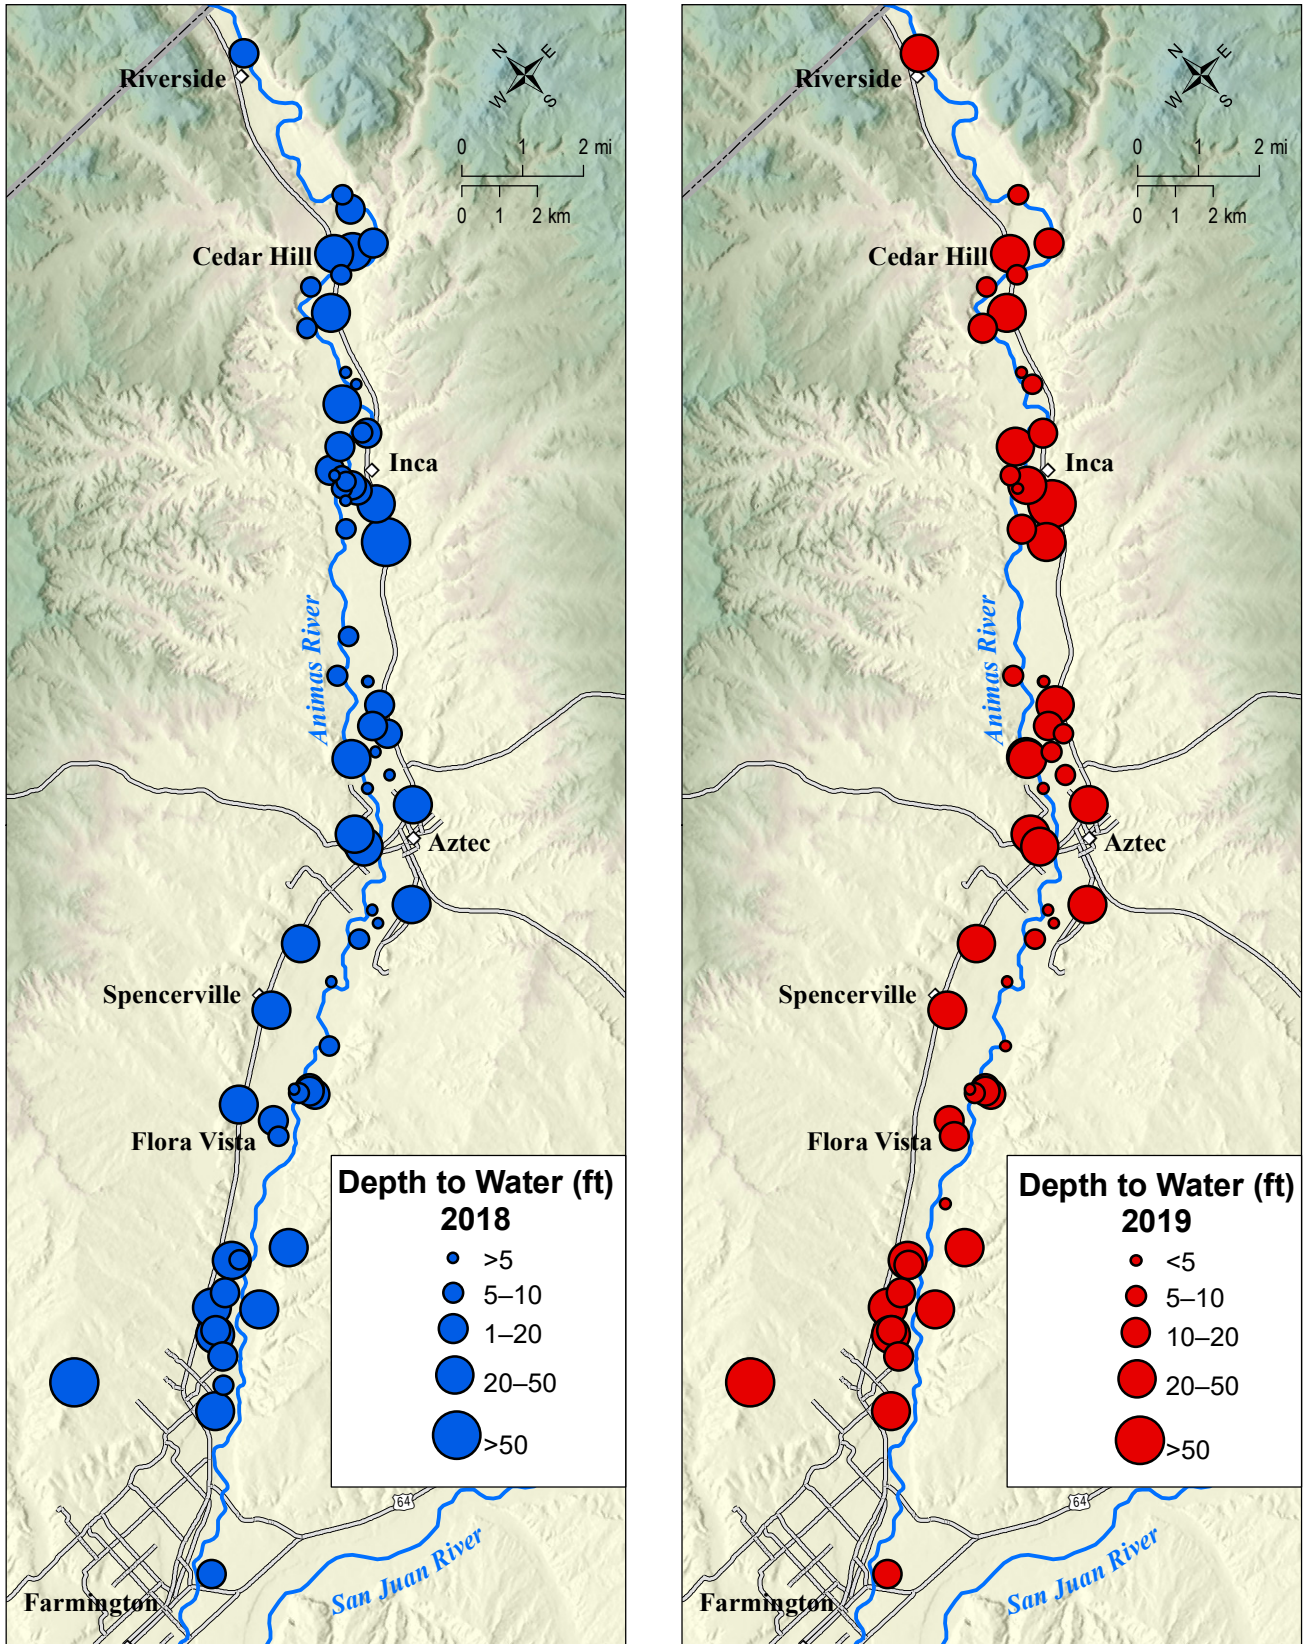 Riverside
N
E
W
S
0 1 2 mi
0 1 2 km
Cedar Hill
Inca
Animas River
Aztec
Spencerville
Flora Vista
Depth to Water (ft)
2018
>5
5–10
1–20
20–50
>50
64
San Juan River
Farmington
Riverside
N
E
W
S
0 1 2 mi
0 1 2 km
Cedar Hill
Inca
Animas River
Aztec
Spencerville
Flora Vista
Depth to Water (ft)
2019
<5
5–10
10–20
20–50
>50
64
San Juan River
Farmington